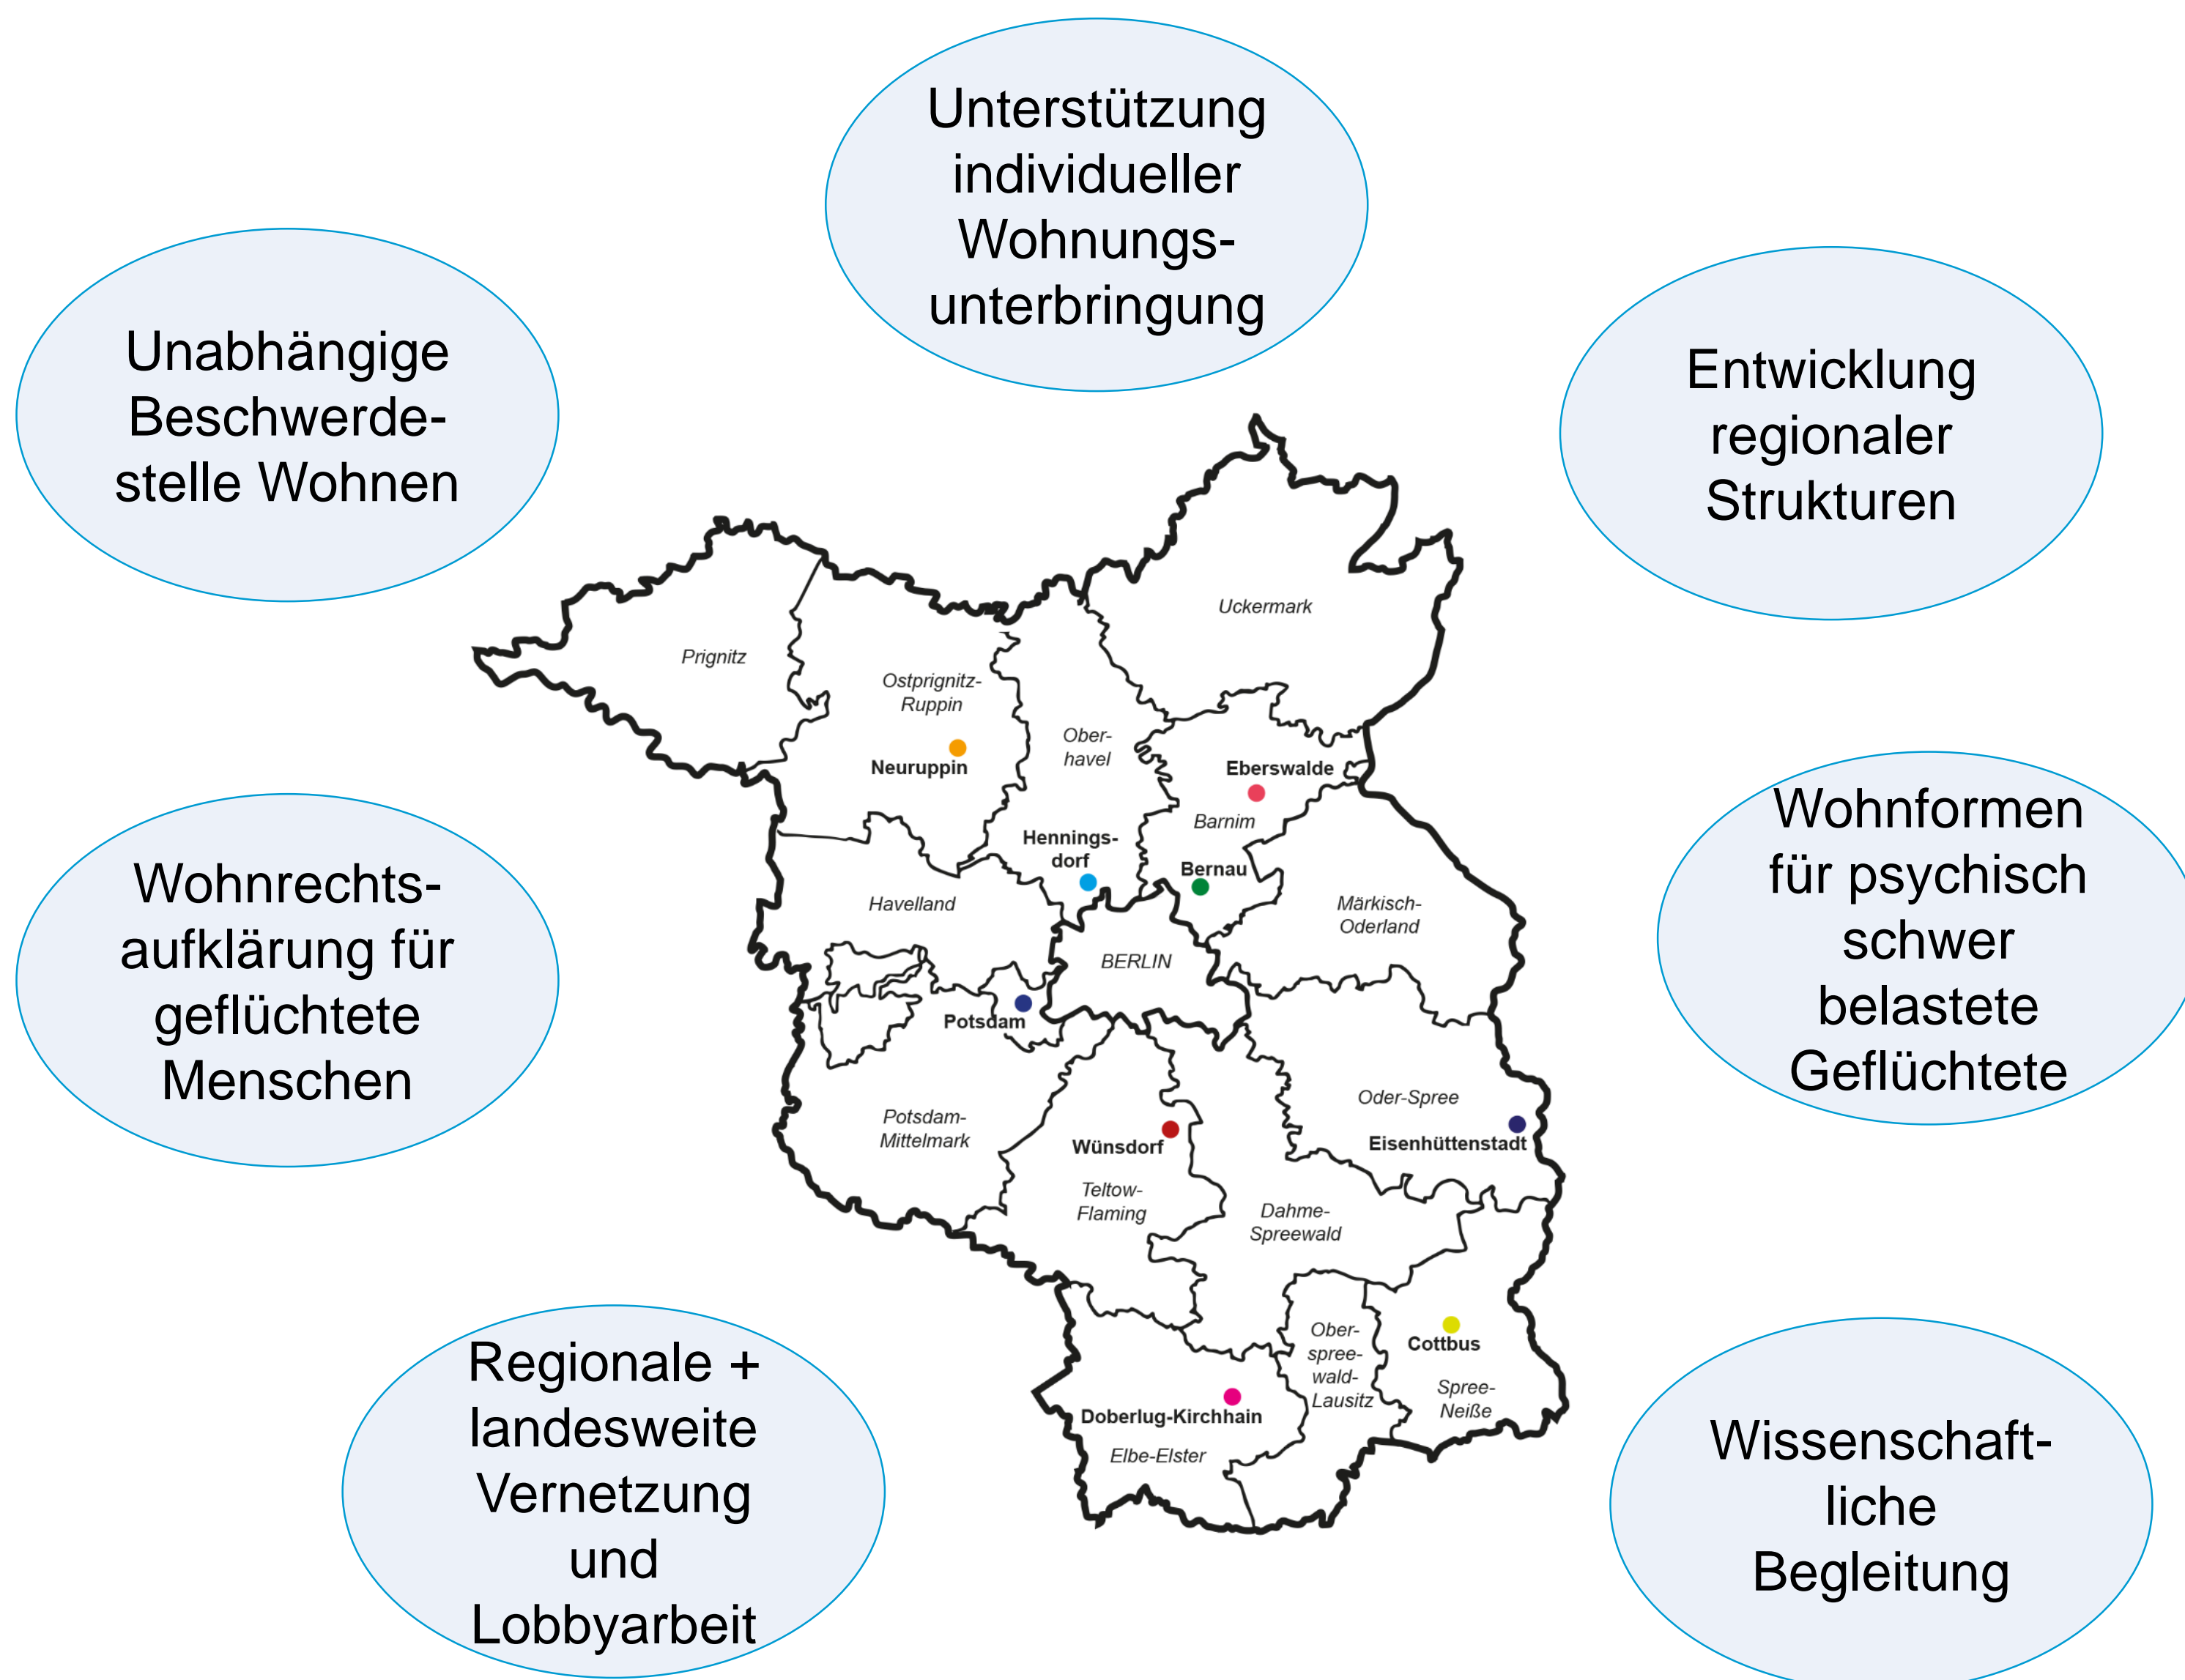 Unterstützung
individueller
Wohnungs-
unterbringung
Unabhängige
Beschwerde-
stelle Wohnen
Entwicklung
regionaler
Strukturen
Wohnrechts-
aufklärung für
geflüchtete
Menschen
Wohnformen
für psychisch
schwer
belastete
Geflüchtete
Regionale +
landesweite
Vernetzung
und
Lobbyarbeit
Wissenschaft-
liche
Begleitung
Uckermark
Prignitz
Ostprignitz-
Ruppin
Neuruppin
Ober-
havel
Eberswalde
Barnim
Hennings-
dorf
Bernau
Havelland
Märkisch-
Oderland
BERLIN
Potsdam
Potsdam-
Mittelmark
Wünsdorf
Teltow-
Flaming
Oder-Spree
Eisenhüttenstadt
Dahme-
Spreewald
Ober-
spree-
wald-
Lausitz
Cottbus
Spree-
Neiße
Doberlug-Kirchhain
Elbe-Elster